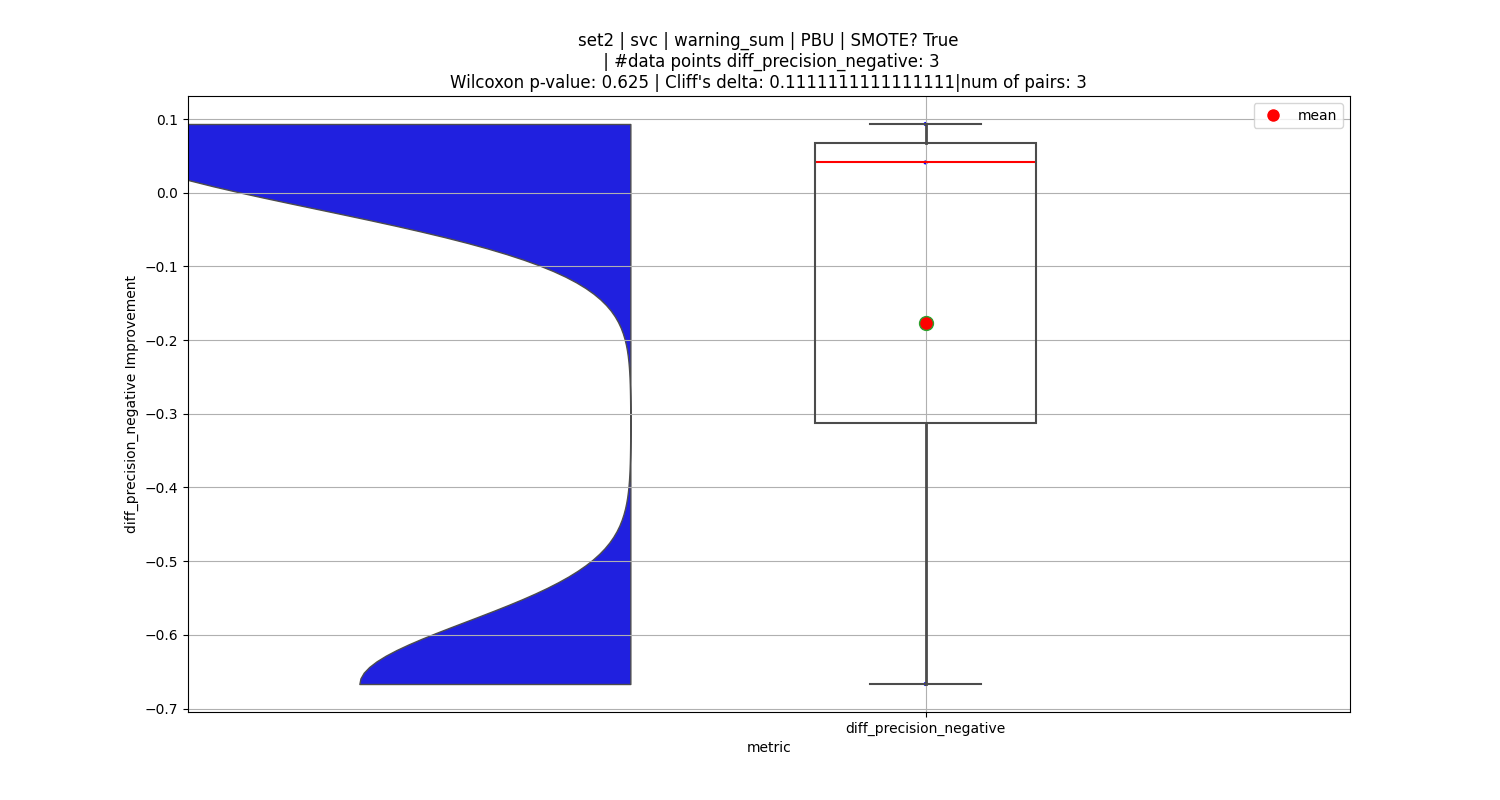 set2 | svc | warning_sum | PBU | SMOTE? True
| #data points diff_precision_negative: 3
Wilcoxon p-value: 0.625 | Cliff's delta: 0.1111111111111111|num of pairs: 3
mean
0.1
0.0
−0.1
−0.2
−0.3
−0.4
−0.5
−0.6
−0.7
diff_precision_negative Improvement
diff_precision_negative
metric